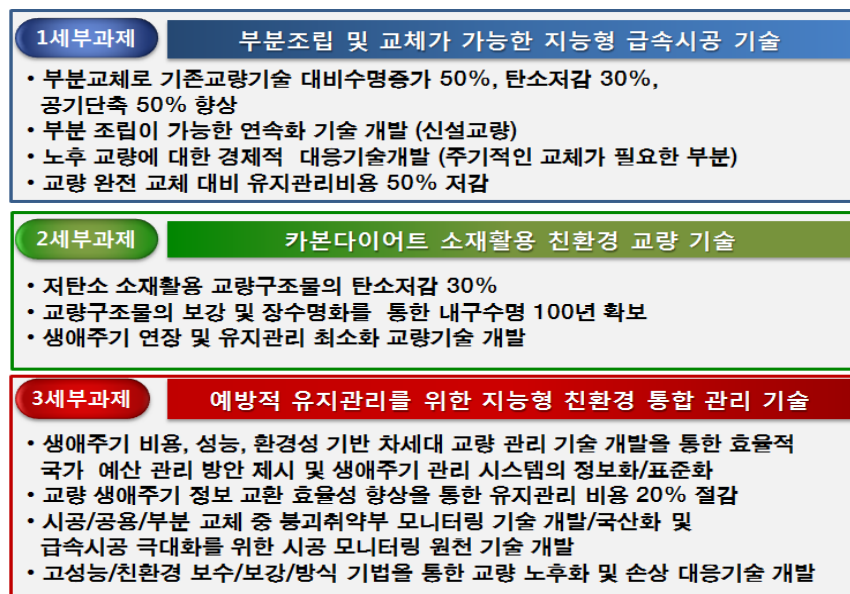 1세부과제
부분조립 및 교체가 가능한 지능형 급속시공 기술
• 부분교체로 기존교량기술 대비수명증가 50%, 탄소저감 30%,
공기단축 50% 향상
• 부분 조립이 가능한 연속화 기술 개발 (신설교량)
• 노후 교량에 대한 경제적 대응기술개발 (주기적인 교체가 필요한 부분)
• 교량 완전 교체 대비 유지관리비용 50% 저감
2세부과제
카본다이어트 소재활용 친환경 교량 기술
• 저탄소 소재활용 교량구조물의 탄소저감 30%
• 교량구조물의 보강 및 장수명화를 통한 내구수명 100년 확보
• 생애주기 연장 및 유지관리 최소화 교량기술 개발
3세부과제
예방적 유지관리를 위한 지능형 친환경 통합 관리 기술
• 생애주기 비용, 성능, 환경성 기반 차세대 교량 관리 기술 개발을 통한 효율적
국가 예산 관리 방안 제시 및 생애주기 관리 시스템의 정보화/표준화
• 교량 생애주기 정보 교환 효율성 향상을 통한 유지관리 비용 20% 절감
• 시공/공용/부분 교체 중 붕괴취약부 모니터링 기술 개발/국산화 및
급속시공 극대화를 위한 시공 모니터링 원천 기술 개발
• 고성능/친환경 보수/보강/방식 기법을 통한 교량 노후화 및 손상 대응기술 개발